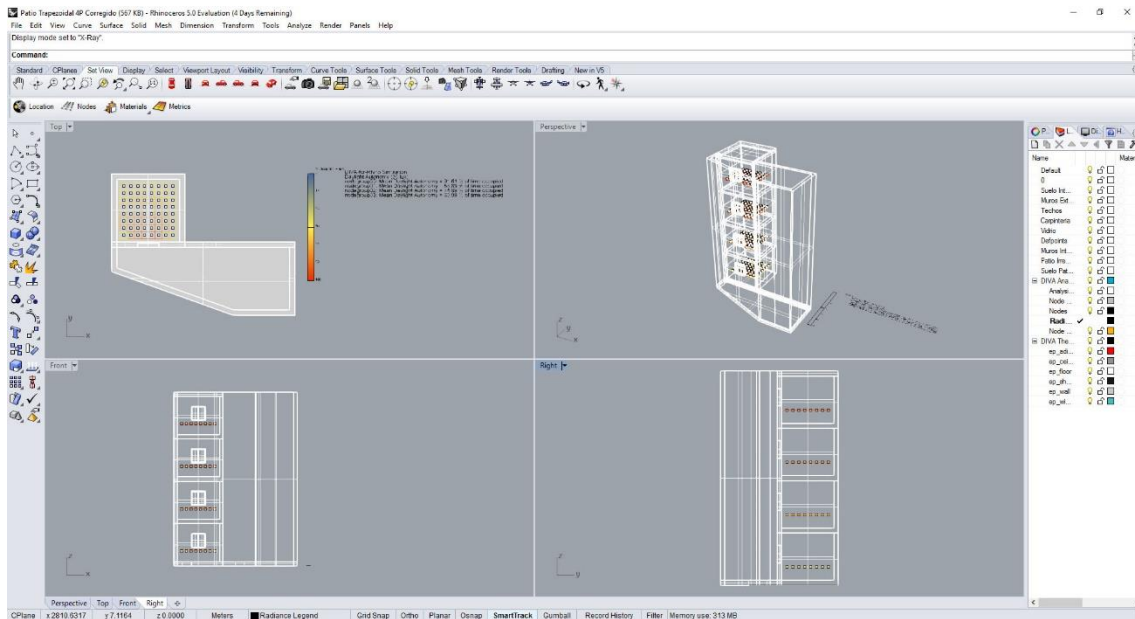 Patio Trapezoidal 4P Corregido (567 KB) - Rhinoceros 5.0 Evaluation (4 Days Remaining)
File Edit View Curve Surface Solid Mesh Dimension Transform Tools Analyze Render Panels Help
Display mode set to "X-Ray".
Command:
Standard CPlanes Set View Display Select Viewport Layout Visibility Transform Curve Tools Surface Tools Solid Tools Mesh Tools Render Tools Drafting New in V5
Location Nodes Materials Metrics
Top
Perspective
Front
Right
y x
z y x
z x
z y
P... L... Di... H...
Name Mater
Default
0
Suelo Int...
Muros Ext...
Techos
Carpinteria
Vidrio
Defpoints
Muros Int...
Patio Irra...
Suelo Pat...
DIVA Ana...
Analysi...
Node ...
Nodes
Radi...
Node ...
DIVA The...
ep_adi...
ep_cei...
ep_floor
ep_sh...
ep_wall
ep_wi...
Perspective Top Front Right
CPlane x 2810.6317 y 7.1164 z 0.0000 Meters Radiance Legend Grid Snap Ortho Planar Osnap SmartTrack Gumball Record History Filter Memory use: 313 MB